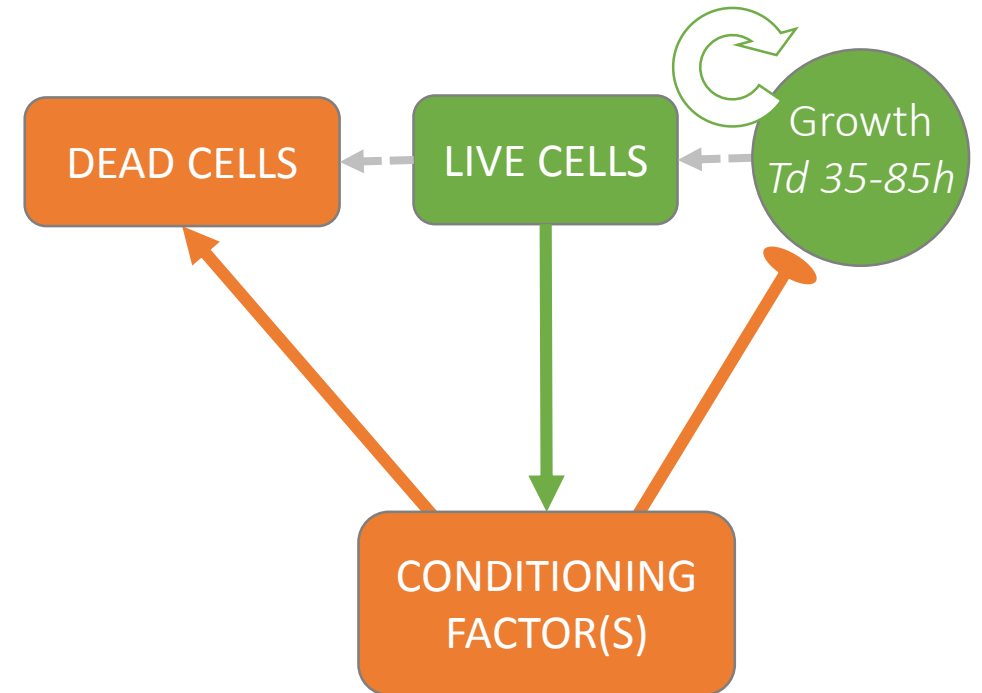 DEAD CELLS
LIVE CELLS
Growth
Td 35-85h
CONDITIONING
FACTOR(S)